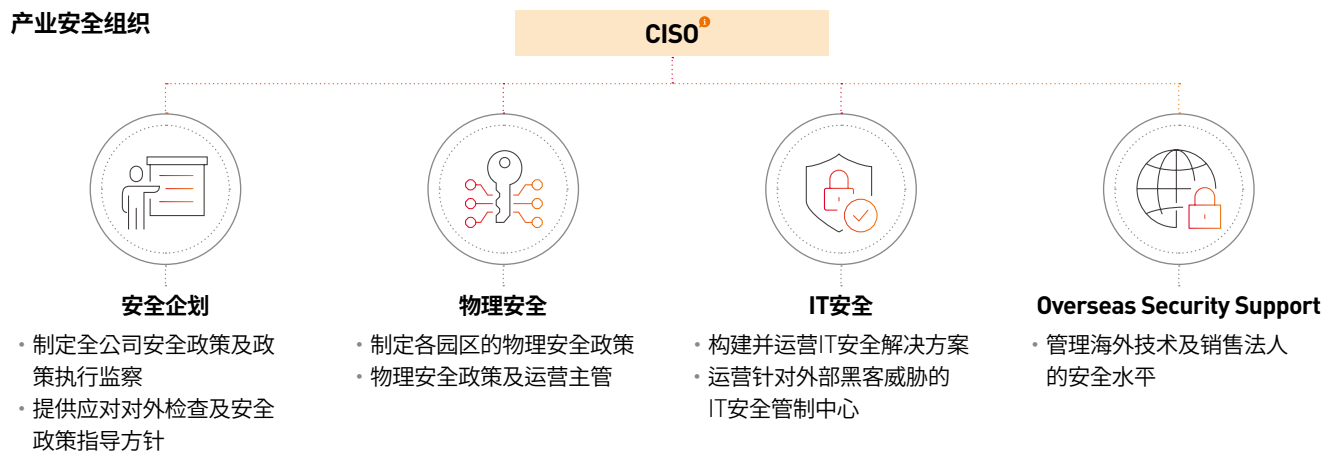 产业安全组织
CISO
安全企划
· 制定全公司安全政策及政
策执行监察
· 提供应对对外检查及安全
政策指导方针
物理安全
· 制定各园区的物理安全政策
· 物理安全政策及运营主管
IT安全
· 构建并运营IT安全解决方案
· 运营针对外部黑客威胁的
IT安全管制中心
Overseas Security Support
· 管理海外技术及销售法人
的安全水平